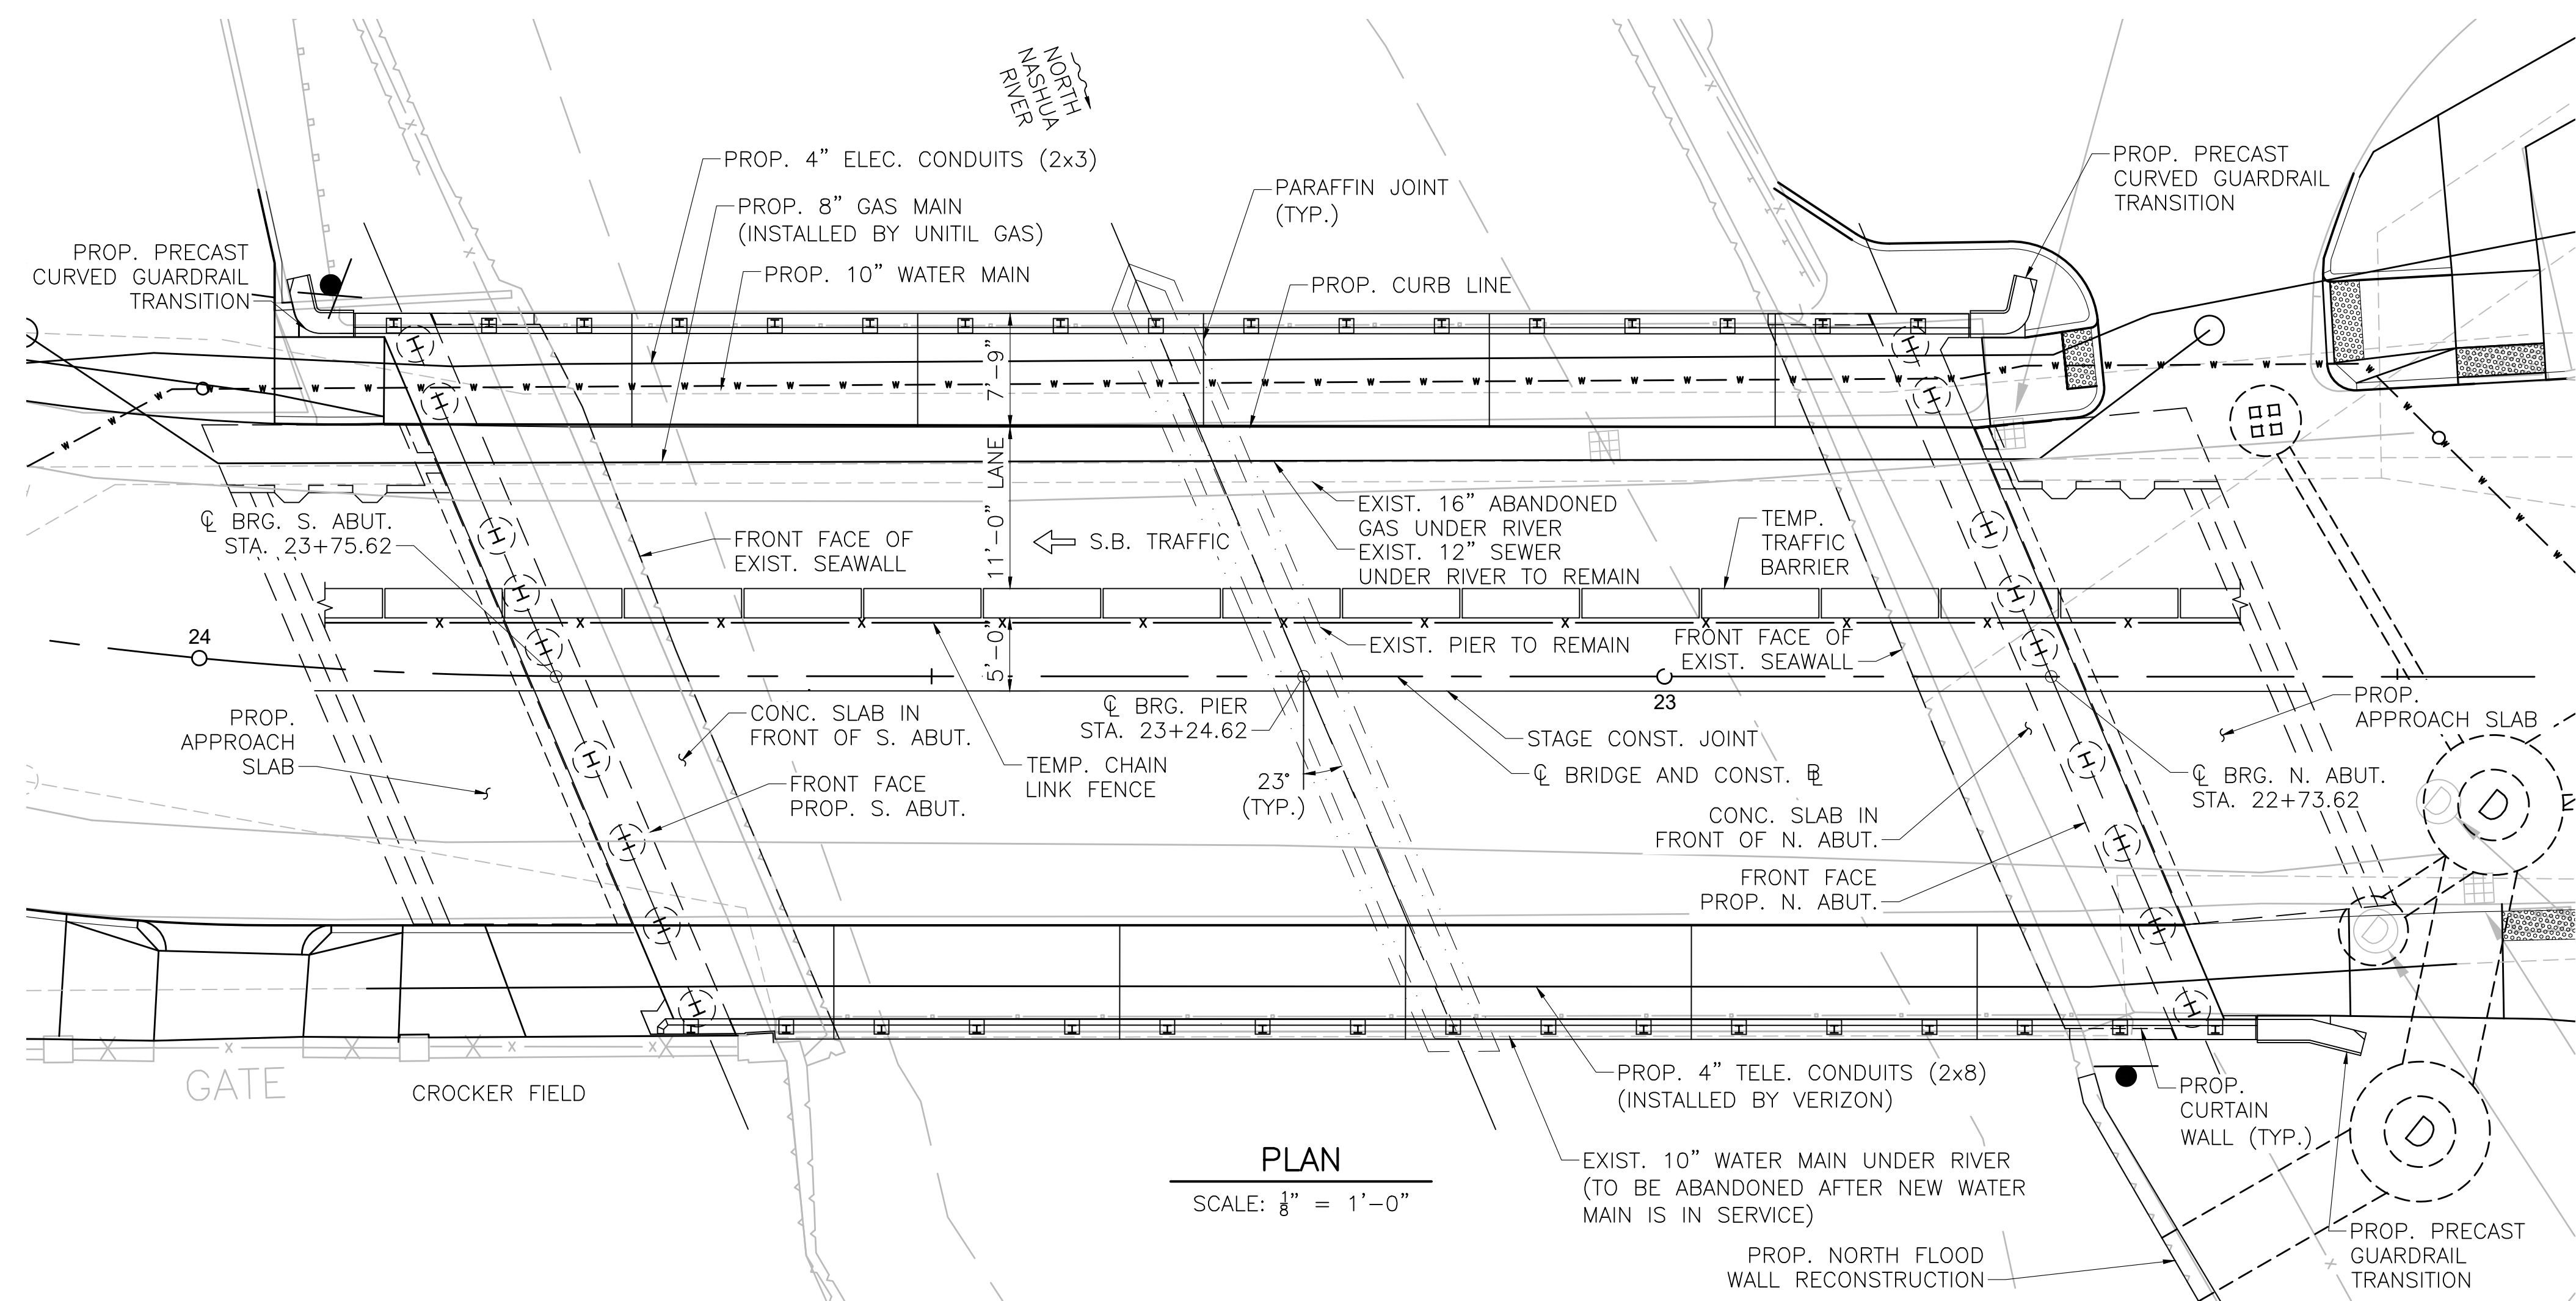 NORTH
NASHUA
RIVER
PROP. 4” ELEC. CONDUITS (2x3)
PROP. 8” GAS MAIN
(INSTALLED BY UNITIL GAS)
PROP. 10” WATER MAIN
PARAFFIN JOINT
(TYP.)
PROP. CURB LINE
PROP. PRECAST
CURVED GUARDRAIL
TRANSITION
PROP. PRECAST
CURVED GUARDRAIL
TRANSITION
7’-9”
11’-0” LANE
5’-0”
℄ BRG. S. ABUT.
STA. 23+75.62
FRONT FACE OF
EXIST. SEAWALL
S.B. TRAFFIC
EXIST. 16” ABANDONED
GAS UNDER RIVER
EXIST. 12” SEWER
UNDER RIVER TO REMAIN
TEMP.
TRAFFIC
BARRIER
24
EXIST. PIER TO REMAIN
FRONT FACE OF
EXIST. SEAWALL
23
PROP.
APPROACH
SLAB
CONC. SLAB IN
FRONT OF S. ABUT.
FRONT FACE
PROP. S. ABUT.
TEMP. CHAIN
LINK FENCE
℄ BRG. PIER
STA. 23+24.62
23°
(TYP.)
STAGE CONST. JOINT
℄ BRIDGE AND CONST. BL
PROP.
APPROACH SLAB
℄ BRG. N. ABUT.
STA. 22+73.62
CONC. SLAB IN
FRONT OF N. ABUT.
FRONT FACE
PROP. N. ABUT.
D
D
D
D
GATE
CROCKER FIELD
PROP. 4” TELE. CONDUITS (2x8)
(INSTALLED BY VERIZON)
EXIST. 10” WATER MAIN UNDER RIVER
(TO BE ABANDONED AFTER NEW WATER
MAIN IS IN SERVICE)
PROP.
CURTAIN
WALL (TYP.)
PROP. NORTH FLOOD
WALL RECONSTRUCTION
PROP. PRECAST
GUARDRAIL
TRANSITION
PLAN
SCALE: ⅛” = 1’-0”